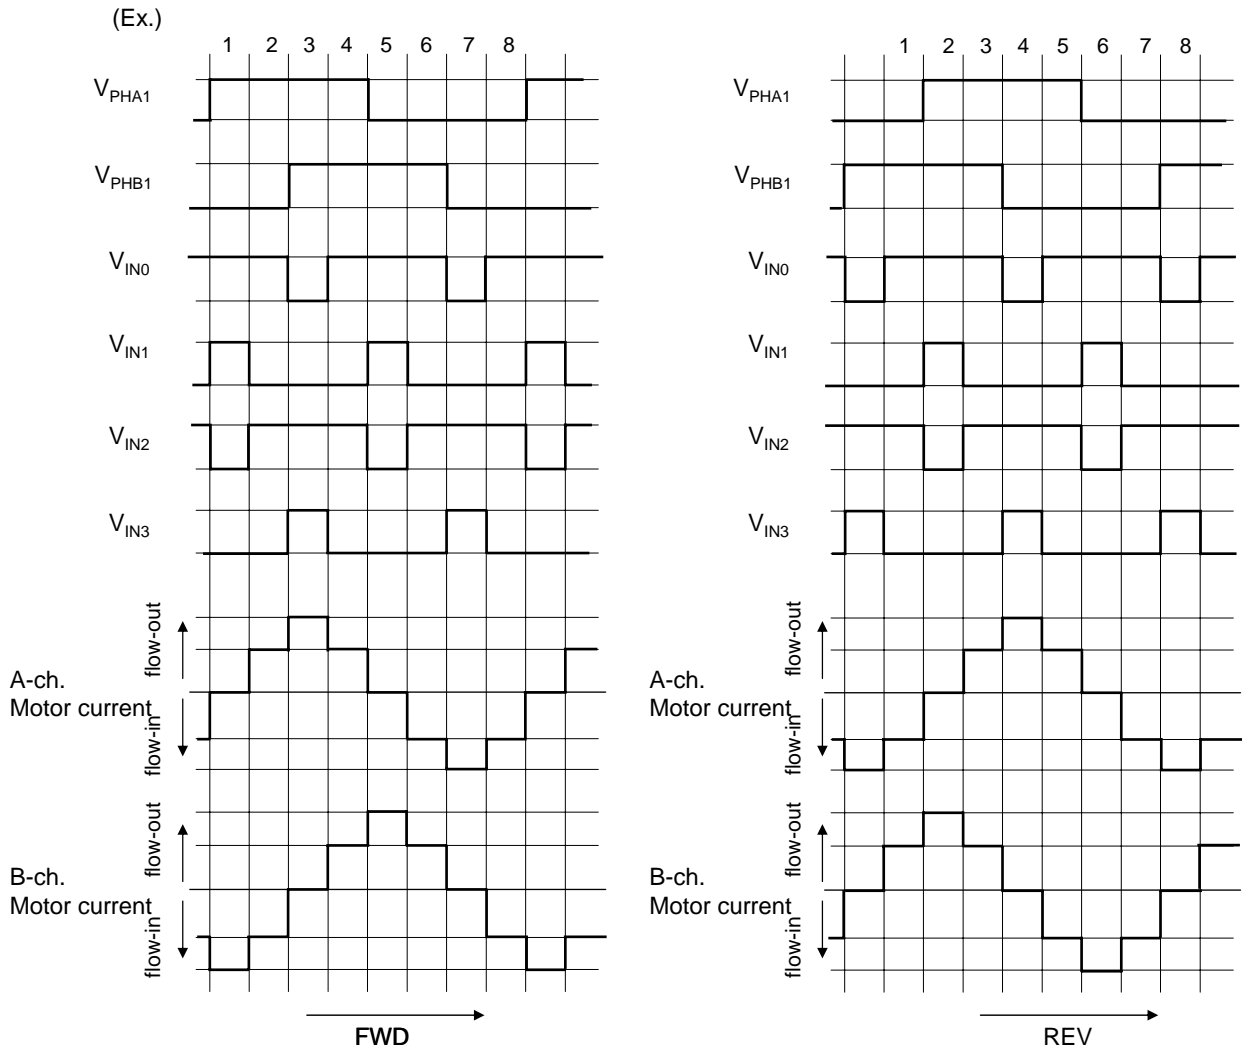 (Ex.)
1 2 3 4 5 6 7 8
VPHA1
VPHB1
VIN0
VIN1
VIN2
VIN3
flow-out
A-ch.
Motor current
flow-in
flow-out
B-ch.
Motor current
flow-in
FWD
1 2 3 4 5 6 7 8
VPHA1
VPHB1
VIN0
VIN1
VIN2
VIN3
flow-out
A-ch.
Motor current
flow-in
flow-out
B-ch.
Motor current
flow-in
REV